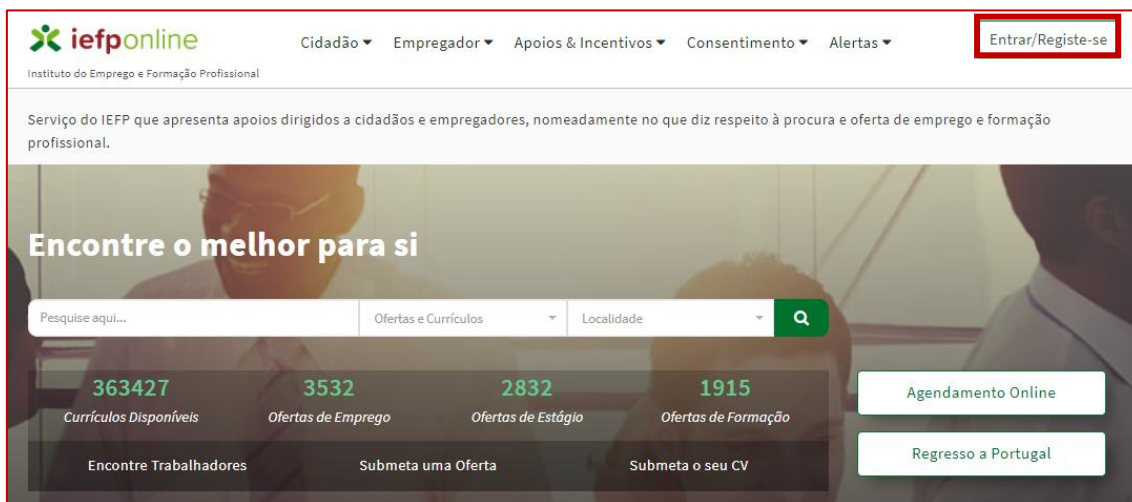 iefponline
Instituto do Emprego e Formação Profissional
Cidadão Empregador Apoios & Incentivos Consentimento Alertas
Entrar/Registe-se
Serviço do IEFP que apresenta apoios dirigidos a cidadãos e empregadores, nomeadamente no que diz respeito à procura e oferta de emprego e formação
profissional.
Encontre o melhor para si
Pesquise aqui... Ofertas e Currículos Localidade
363427 3532 2832 1915
Currículos Disponíveis Ofertas de Emprego Ofertas de Estágio Ofertas de Formação
Encontre Trabalhadores Submeta uma Oferta Submeta o seu CV
Agendamento Online
Regresso a Portugal